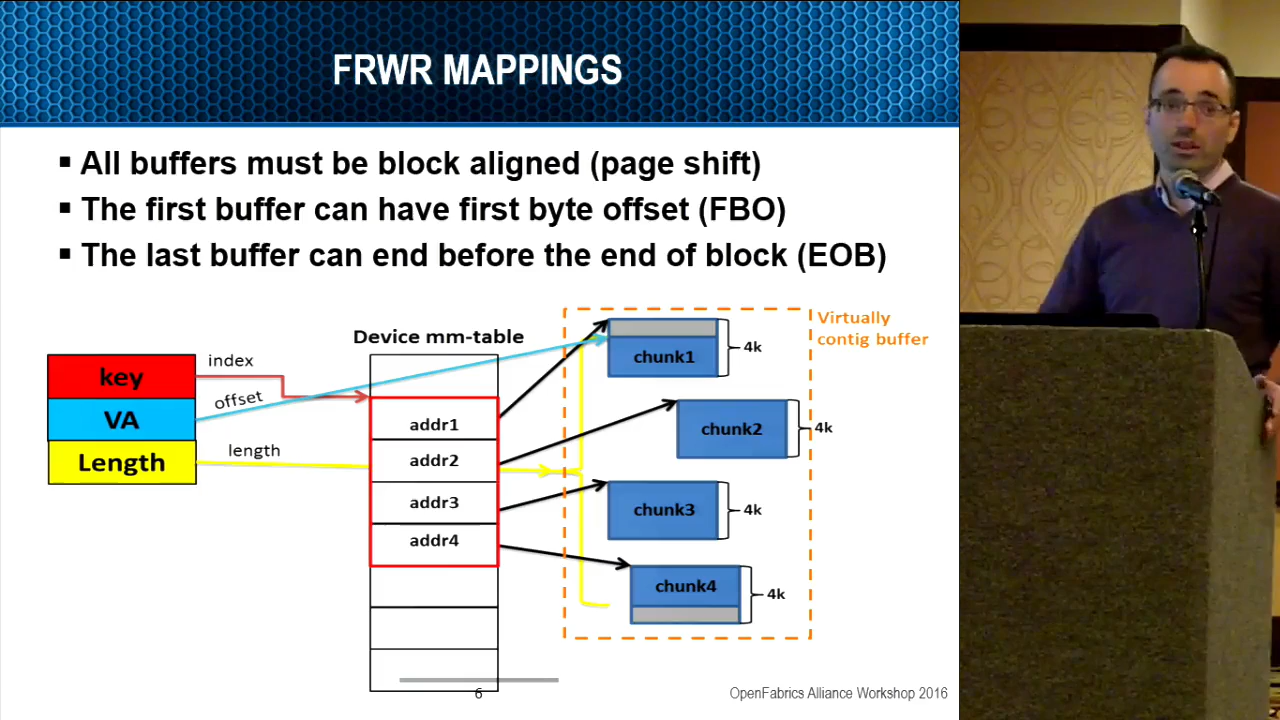 FRWR MAPPINGS
▪ All buffers must be block aligned (page shift)
▪ The first buffer can have first byte offset (FBO)
▪ The last buffer can end before the end of block (EOB)
Device mm-table
Virtually
contig buffer
key
index
VA
offset
Length
length
addr1
addr2
addr3
addr4
chunk1
4k
chunk2
4k
chunk3
4k
chunk4
4k
6
OpenFabrics Alliance Workshop 2016